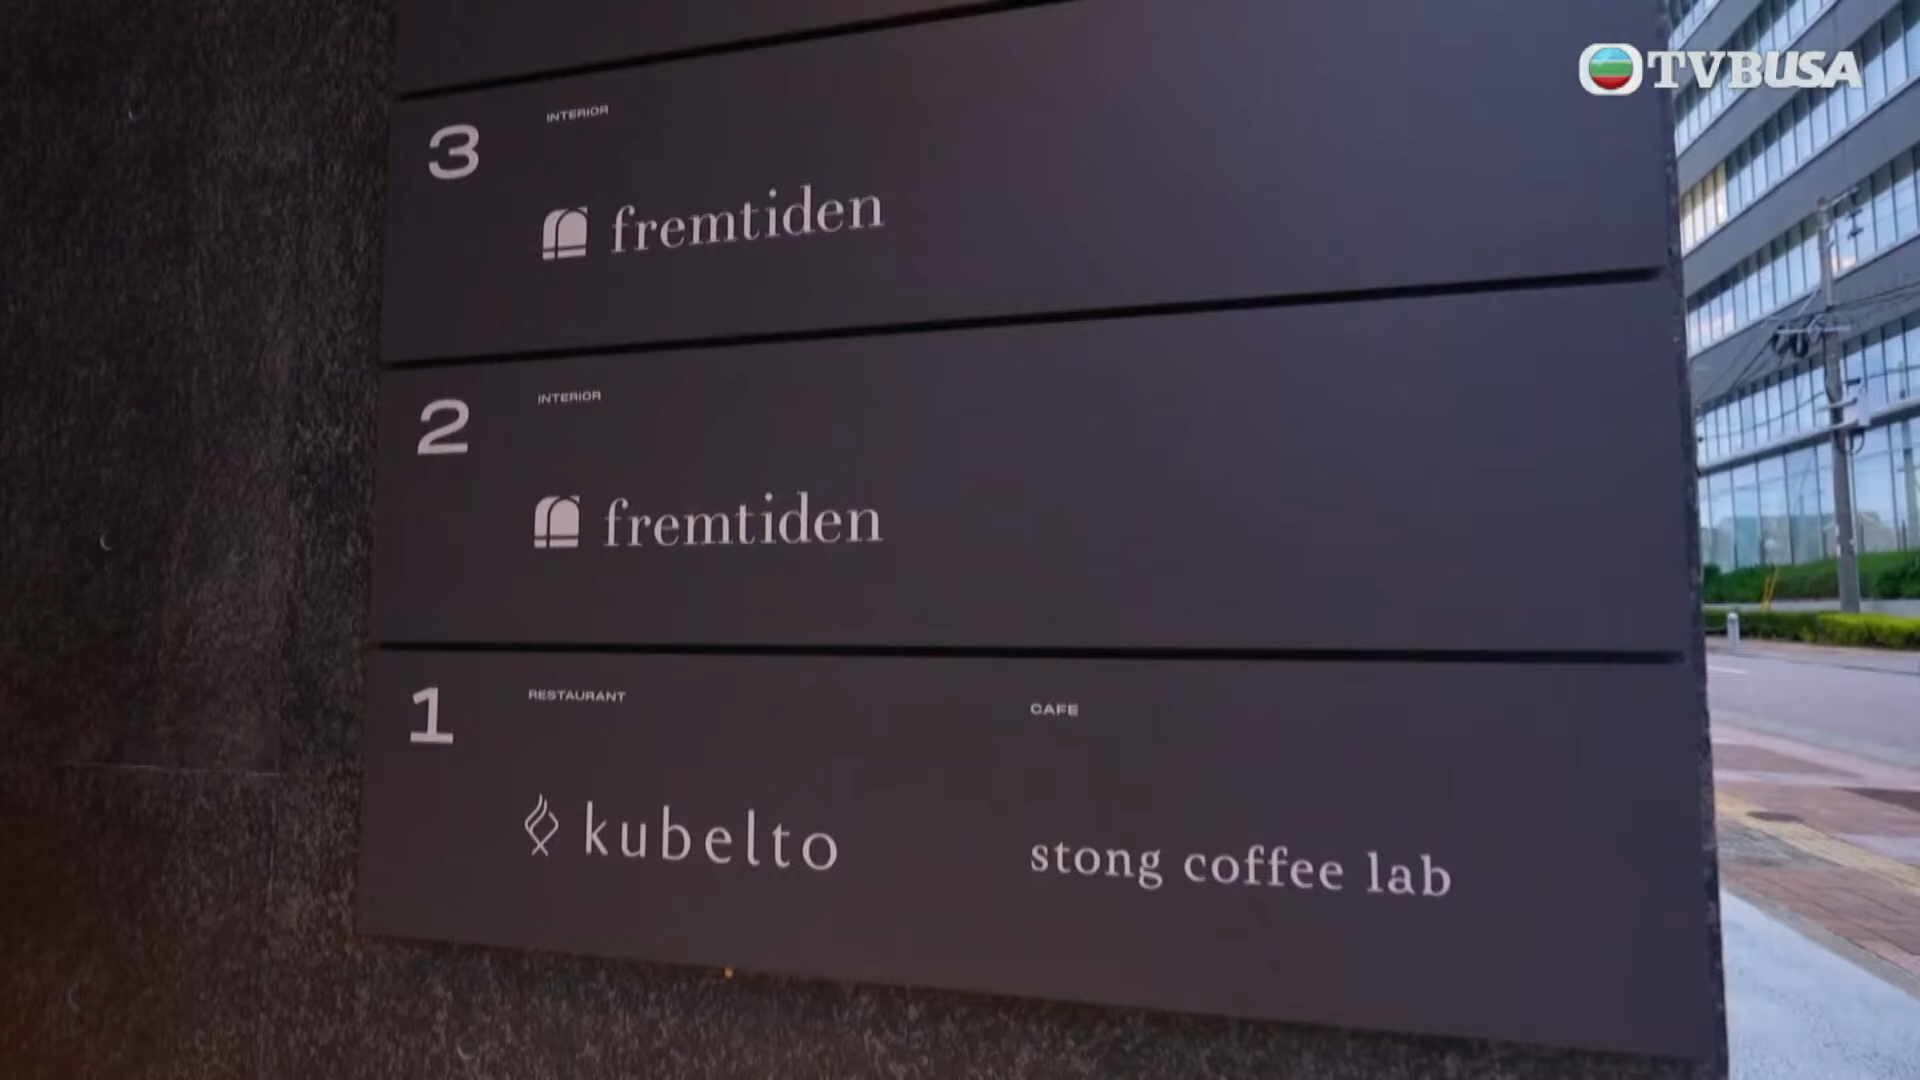 TVBUSA
3
INTERIOR
fremtiden
2
INTERIOR
fremtiden
1
RESTAURANT
CAFE
kubelto
stong coffee lab